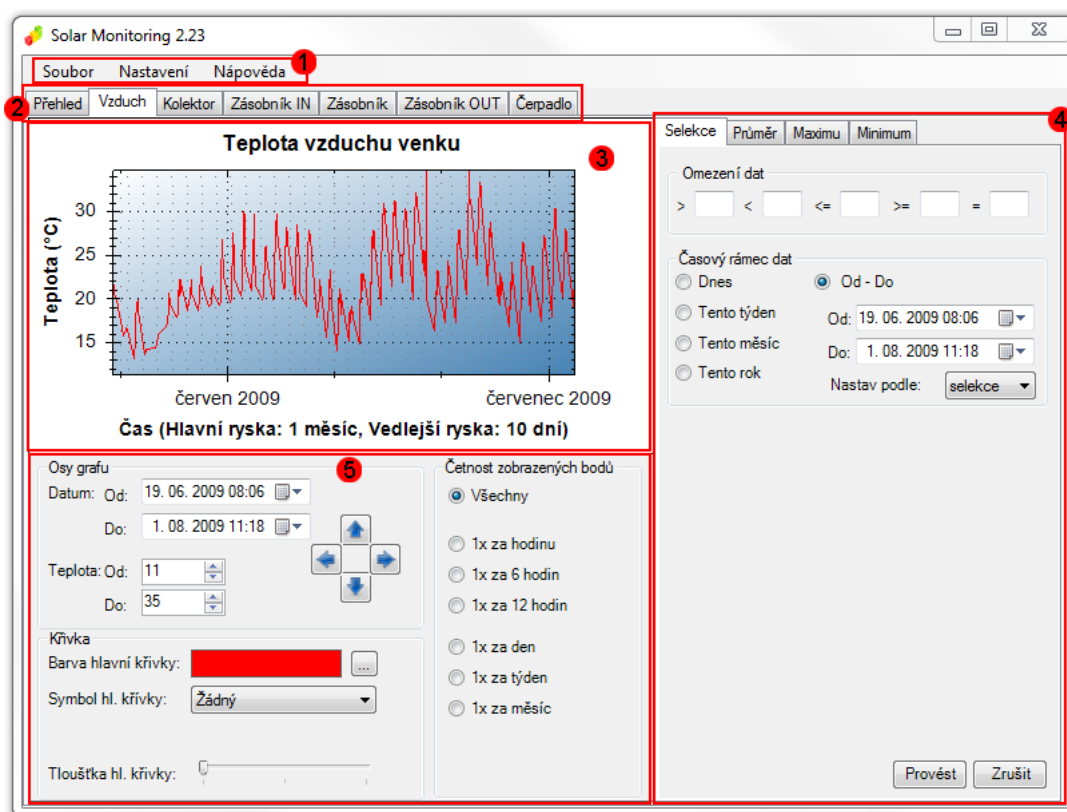 Solar Monitoring 2.23
Soubor Nastavení Nápověda 1
2 Přehled Vzduch Kolektor Zásobník IN Zásobník Zásobník OUT Čerpadlo
3
Teplota vzduchu venku
Teplota (°C)
30
25
20
15
červen 2009 červenec 2009
Čas (Hlavní ryska: 1 měsíc, Vedlejší ryska: 10 dní)
4
Selekce Průměr Maximu Minimum
Omezení dat
> < <= >= =
Časový rámec dat
Dnes Od - Do
Tento týden Od: 19. 06. 2009 08:06
Tento měsíc Do: 1. 08. 2009 11:18
Tento rok Nastav podle: selekce
Provést Zrušit
5
Osy grafu
Datum: Od: 19. 06. 2009 08:06
Do: 1. 08. 2009 11:18
Teplota: Od: 11
Do: 35
Křivka
Barva hlavní křivky: ...
Symbol hl. křívky: Žádný
Tloušťka hl. křivky:
Četnost zobrazených bodů
Všechny
1x za hodinu
1x za 6 hodin
1x za 12 hodin
1x za den
1x za týden
1x za měsíc